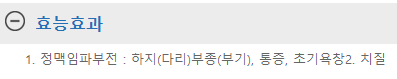 효능효과
1. 정맥임파부전 : 하지(다리)부종(부기), 통증, 초기욕창2. 치질